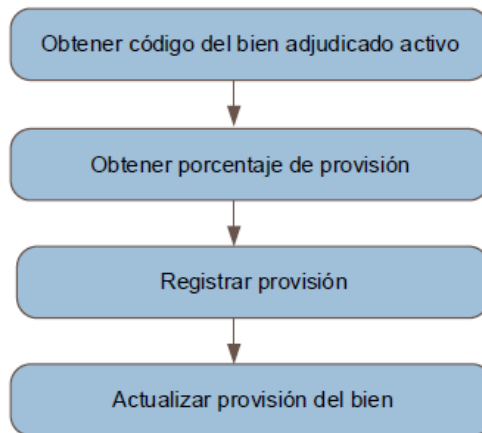 Obtener código del bien adjudicado activo
Obtener porcentaje de provisión
Registrar provisión
Actualizar provisión del bien